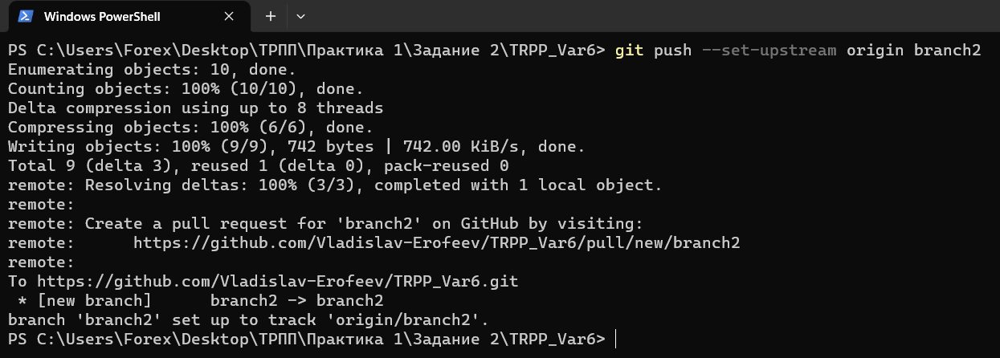 Windows PowerShell
PS C:\Users\Forex\Desktop\ТРПП\Практика 1\Задание 2\TRPP_Var6> git push --set-upstream origin branch2
Enumerating objects: 10, done.
Counting objects: 100% (10/10), done.
Delta compression using up to 8 threads
Compressing objects: 100% (6/6), done.
Writing objects: 100% (9/9), 742 bytes | 742.00 KiB/s, done.
Total 9 (delta 3), reused 1 (delta 0), pack-reused 0
remote: Resolving deltas: 100% (3/3), completed with 1 local object.
remote:
remote: Create a pull request for 'branch2' on GitHub by visiting:
remote:      https://github.com/Vladislav-Erofeev/TRPP_Var6/pull/new/branch2
remote:
To https://github.com/Vladislav-Erofeev/TRPP_Var6.git
 * [new branch]      branch2 -> branch2
branch 'branch2' set up to track 'origin/branch2'.
PS C:\Users\Forex\Desktop\ТРПП\Практика 1\Задание 2\TRPP_Var6>